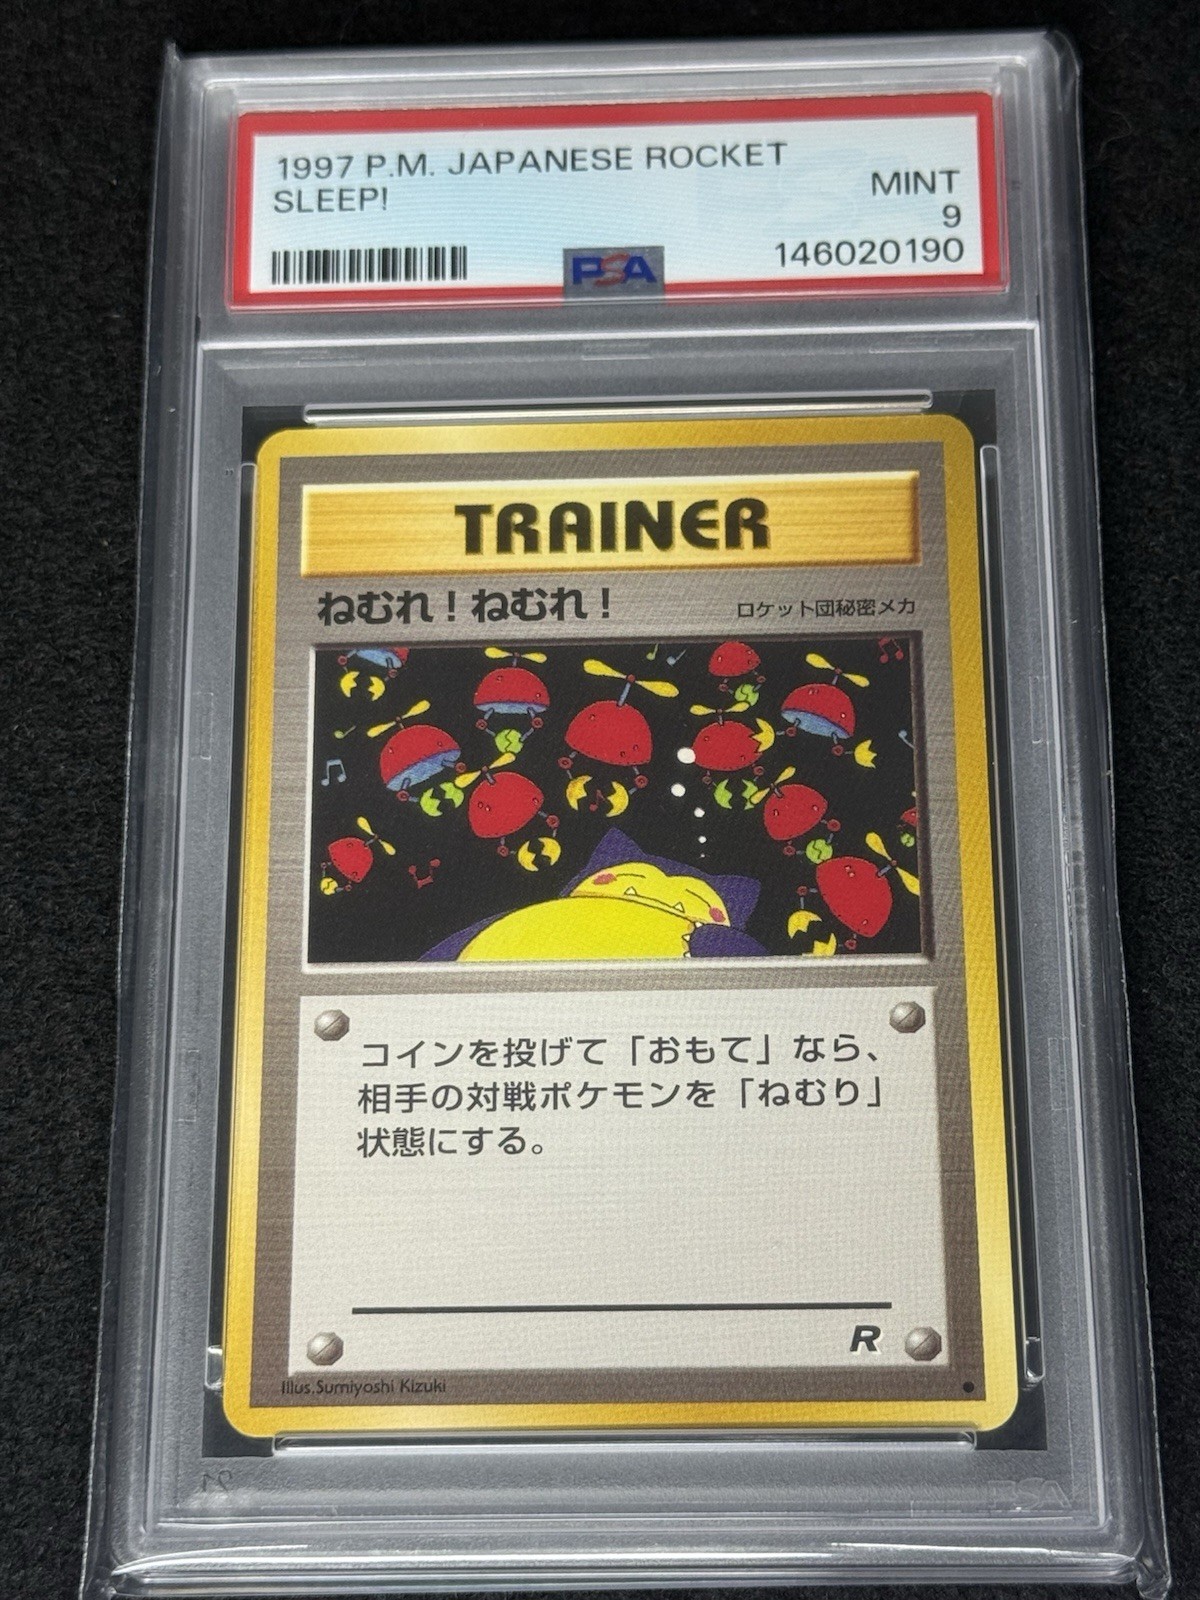 1997 P.M. JAPANESE ROCKET
SLEEP!
MINT
9
PSA
146020190
TRAINER
ねむれ！ねむれ！
ロケット団秘密メカ
コインを投げて「おもて」なら、
相手の対戦ポケモンを「ねむり」
状態にする。
R
Illus.Sumiyoshi Kizuki
PSA